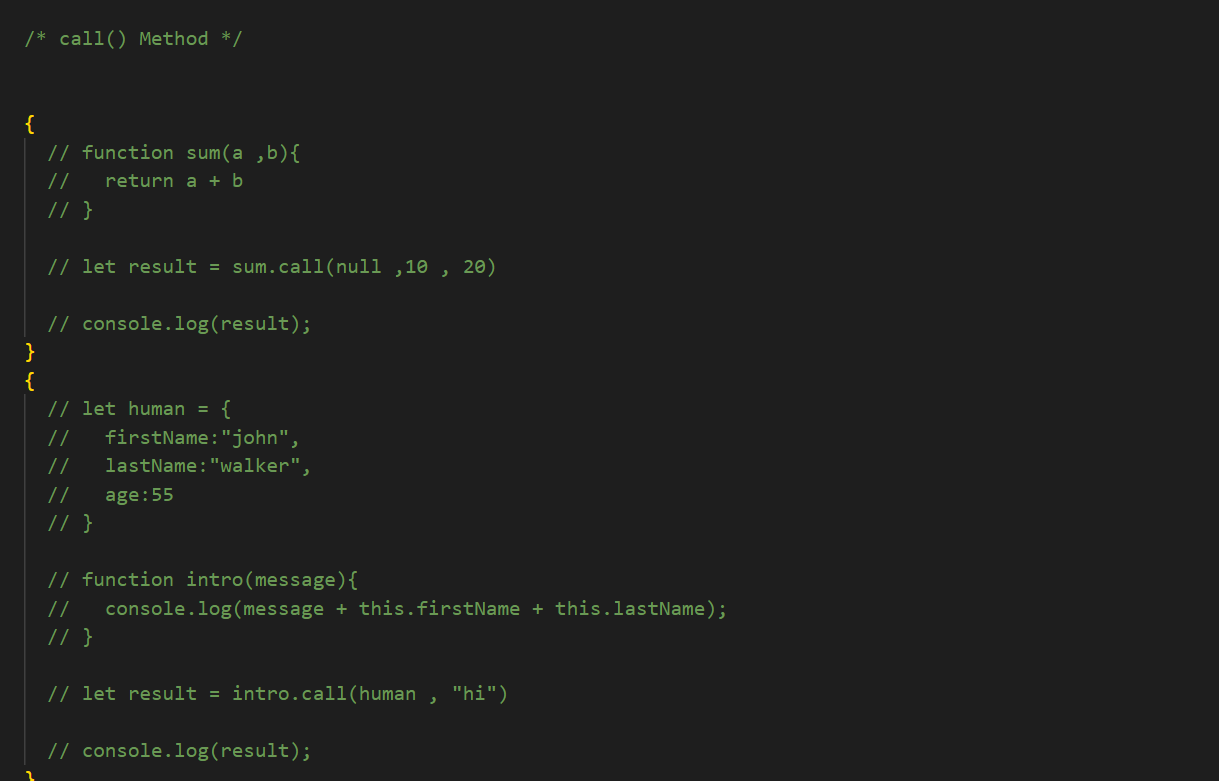 /* call() Method */
{
// function sum(a ,b){
//   return a + b
// }
// let result = sum.call(null ,10 , 20)
// console.log(result);
}
{
// let human = {
//   firstName:"john",
//   lastName:"walker",
//   age:55
// }
// function intro(message){
//   console.log(message + this.firstName + this.lastName);
// }
// let result = intro.call(human , "hi")
// console.log(result);
}